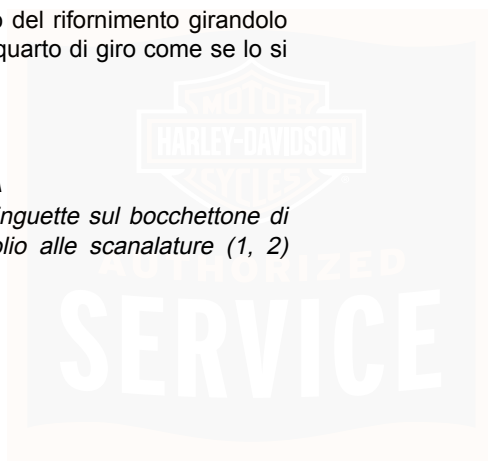 del rifornimento girandolo
quarto di giro come se lo si
MOTOR
HARLEY-DAVIDSON
CYCLES
inguette sul bocchettone di
olio alle scanalature (1, 2)
AUTHORIZED
SERVICE